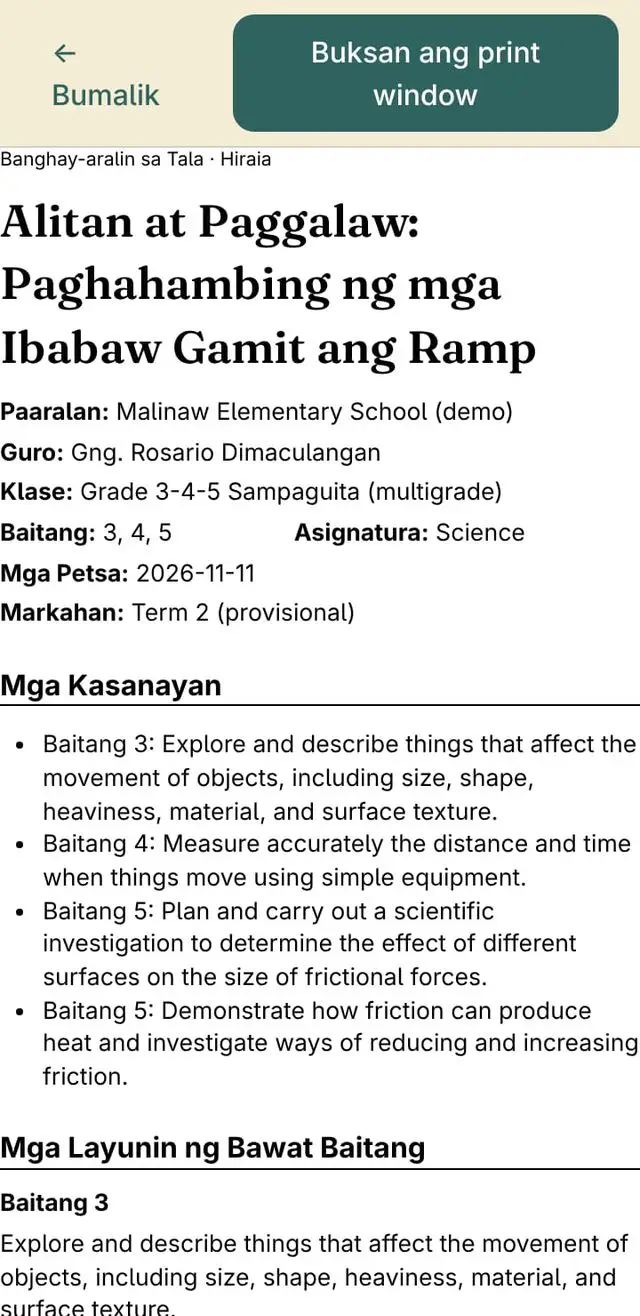 ←
Bumalik
Buksan ang print
window
Banghay-aralin sa Tala · Hiraia
Alitan at Paggalaw:
Paghahambing ng mga
Ibabaw Gamit ang Ramp
Paaralan: Malinaw Elementary School (demo)
Guro: Gng. Rosario Dimaculangan
Klase: Grade 3-4-5 Sampaguita (multigrade)
Baitang: 3, 4, 5 Asignatura: Science
Mga Petsa: 2026-11-11
Markahan: Term 2 (provisional)
Mga Kasanayan
• Baitang 3: Explore and describe things that affect the
movement of objects, including size, shape,
heaviness, material, and surface texture.
• Baitang 4: Measure accurately the distance and time
when things move using simple equipment.
• Baitang 5: Plan and carry out a scientific
investigation to determine the effect of different
surfaces on the size of frictional forces.
• Baitang 5: Demonstrate how friction can produce
heat and investigate ways of reducing and increasing
friction.
Mga Layunin ng Bawat Baitang
Baitang 3
Explore and describe things that affect the movement of
objects, including size, shape, heaviness, material, and
surface texture.